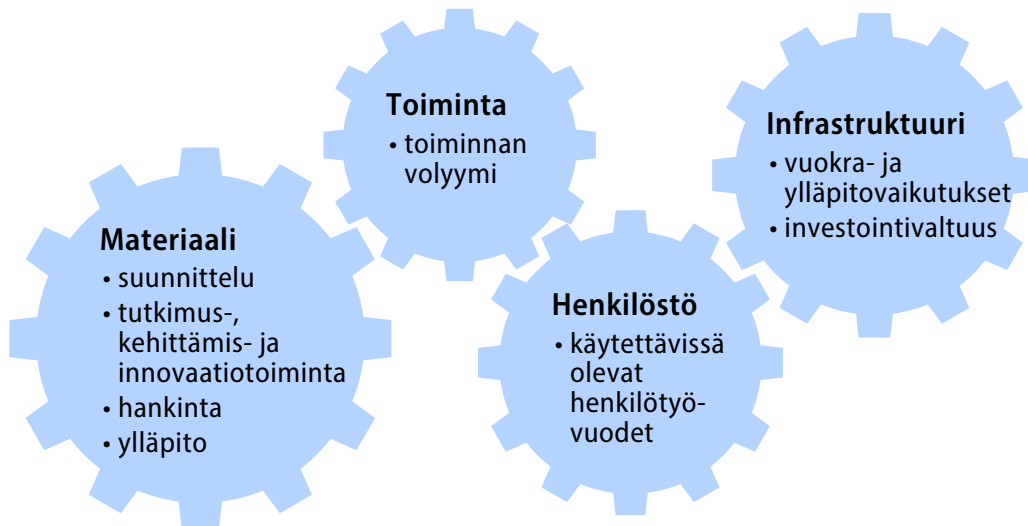 Materiaali
• suunnittelu
• tutkimus-,
kehittämis- ja
innovaatiotoiminta
• hankinta
• ylläpito
Toiminta
• toiminnan
volyymi
Henkilöstö
• käytettävissä
olevat
henkilötyö-
vuodet
Infrastruktuuri
• vuokra- ja
ylläpitovaikutukset
• investointivaltuus